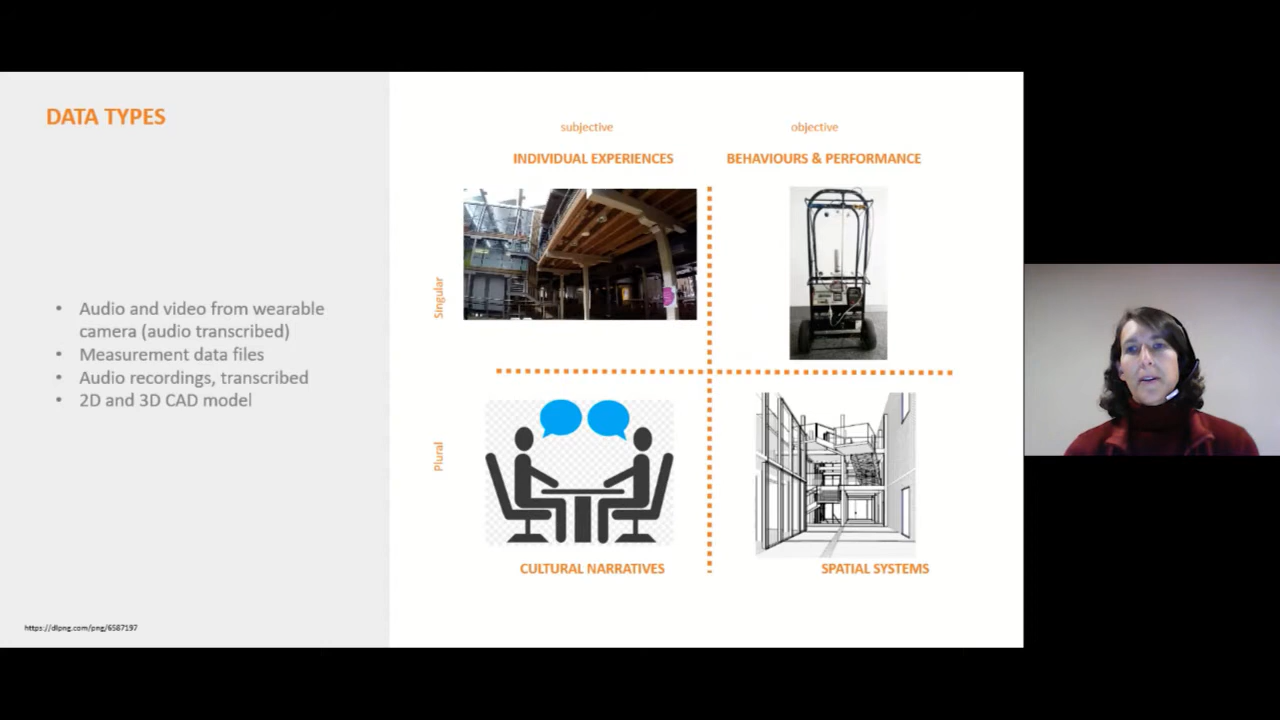 DATA TYPES
subjective
objective
INDIVIDUAL EXPERIENCES
BEHAVIOURS & PERFORMANCE
Singular
• Audio and video from wearable
camera (audio transcribed)
• Measurement data files
• Audio recordings, transcribed
• 2D and 3D CAD model
Plural
CULTURAL NARRATIVES
SPATIAL SYSTEMS
https://dlpng.com/png/6587197